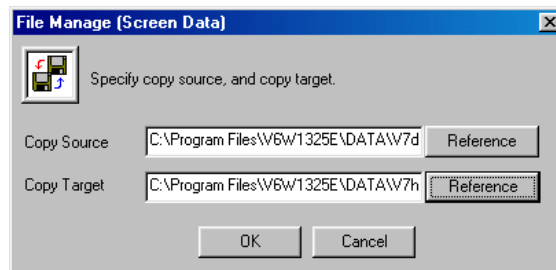 File Manage (Screen Data)
Specify copy source, and copy target.
Copy Source C:\Program Files\V6W1325E\DATA\V7d Reference
Copy Target C:\Program Files\V6W1325E\DATA\V7h Reference
OK Cancel